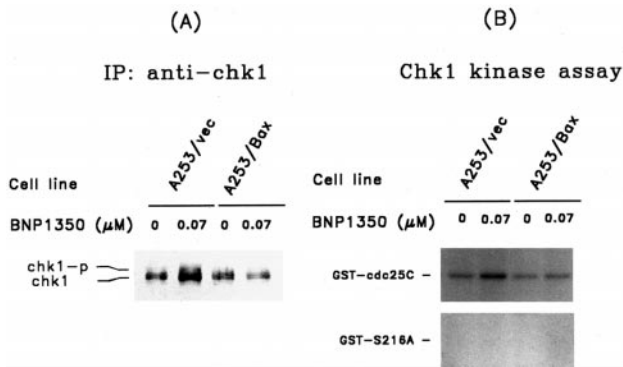 (A)
IP: anti-chk1
A253/vec
A253/Bax
Cell line
BNP1350 (μM) 0 0.07 0 0.07
chk1-p
chk1
(B)
Chk1 kinase assay
A253/vec
A253/Bax
Cell line
BNP1350 (μM) 0 0.07 0 0.07
GST-cdc25C
GST-S216A